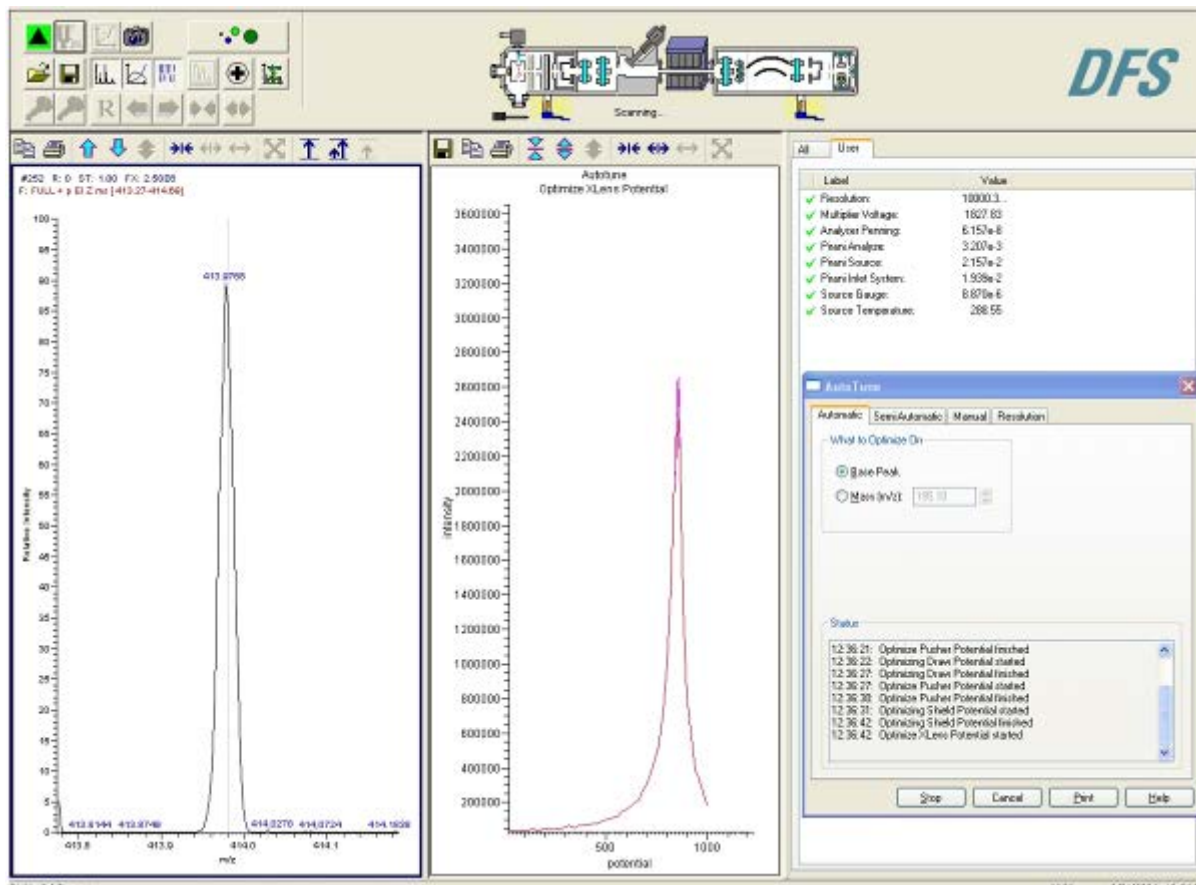 Scanning...
DFS
R
#252 R: 0 ST: 1.00 FX: 2.5008
F: FULL + p EI Z ms [413.27-414.69]
100
95
90
85
80
75
70
65
60
55
50
45
40
35
30
25
20
15
10
5
0
Relative Intensity
413.9766
413.8144 413.8748 414.0278 414.0724 414.1838
413.8 413.9 414.0 414.1
m/z
Autotune
Optimize XLens Potential
3600000
3400000
3200000
3000000
2800000
2600000
2400000
2200000
2000000
1800000
1600000
1400000
1200000
1000000
800000
600000
400000
200000
intensity
500 1000
potential
All User
Label Value
Resolution: 10000.3...
Multiplier Voltage: 1827.83
Analyzer Penning: 6.157e-8
Pirani Analyze: 3.207e-3
Pirani Source: 2.157e-2
Pirani Inlet System: 1.939e-2
Source Gauge: 8.870e-6
Source Temperature: 288.55
AutoTune
Automatic SemiAutomatic Manual Resolution
What to Optimize On
Base Peak
Mass (m/z):
Status
12:36:21: Optimize Pusher Potential finished
12:36:22: Optimizing Draw Potential started
12:36:27: Optimizing Draw Potential finished
12:36:27: Optimize Pusher Potential started
12:36:30: Optimize Pusher Potential finished
12:36:31: Optimizing Shield Potential started
12:36:42: Optimizing Shield Potential finished
12:36:42: Optimize XLens Potential started
Stop Cancel Print Help